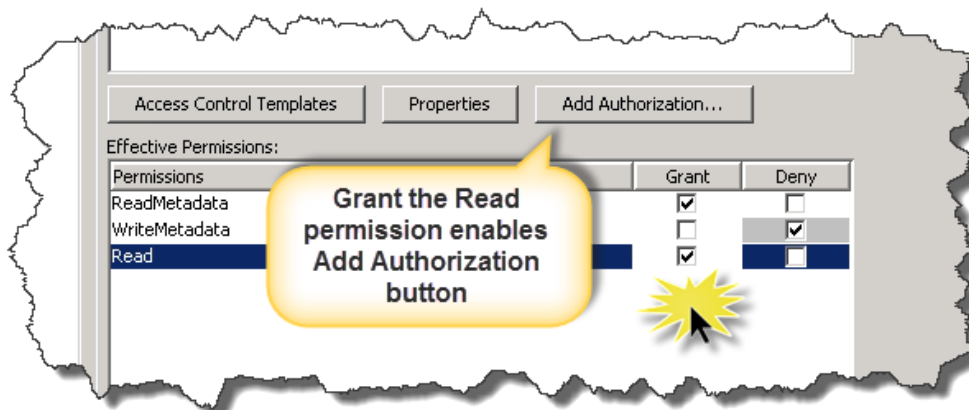 Access Control Templates Properties Add Authorization...
Effective Permissions:
Permissions Grant Deny
ReadMetadata
WriteMetadata
Read
Grant the Read
permission enables
Add Authorization
button